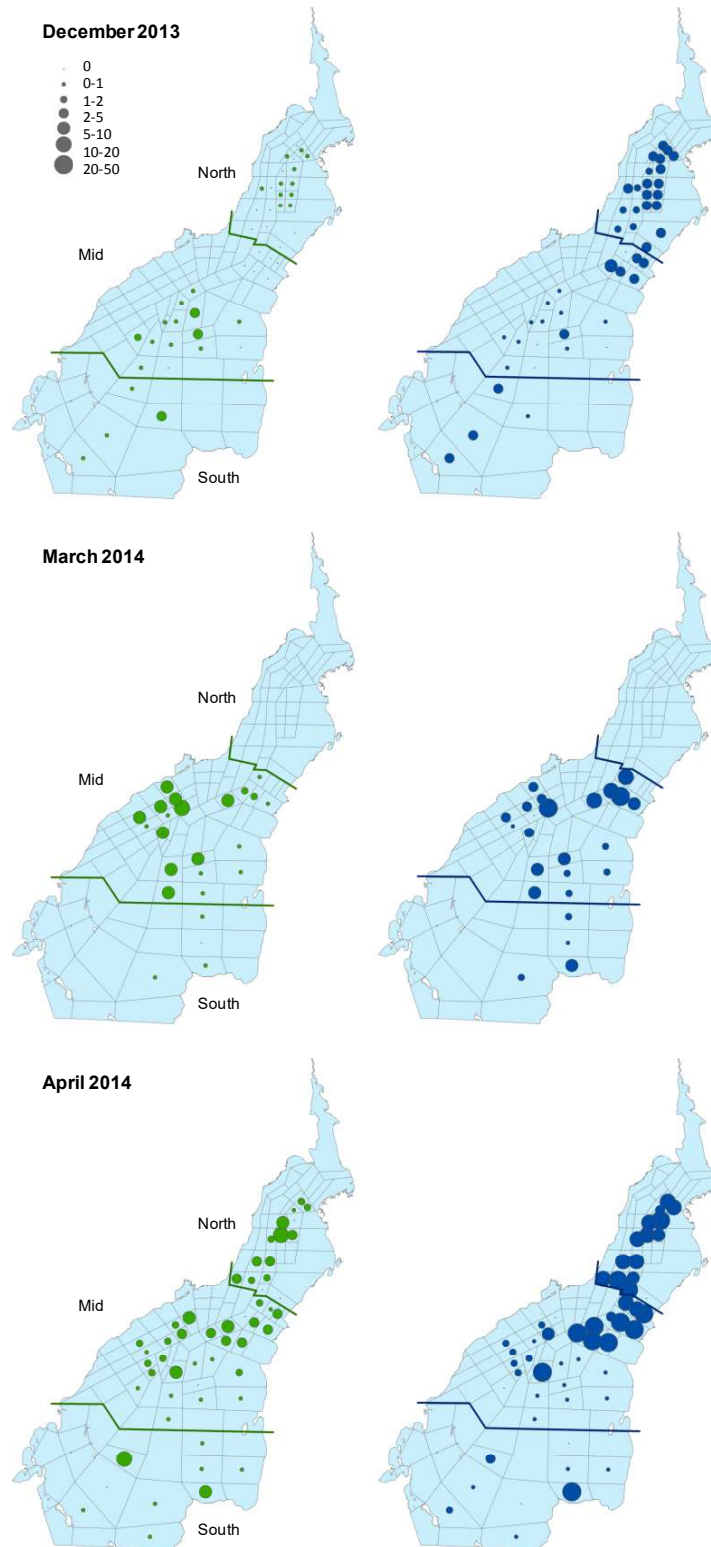 December 2013
0
0-1
1-2
2-5
5-10
10-20
20-50
North
Mid
South
March 2014
North
Mid
South
April 2014
North
Mid
South